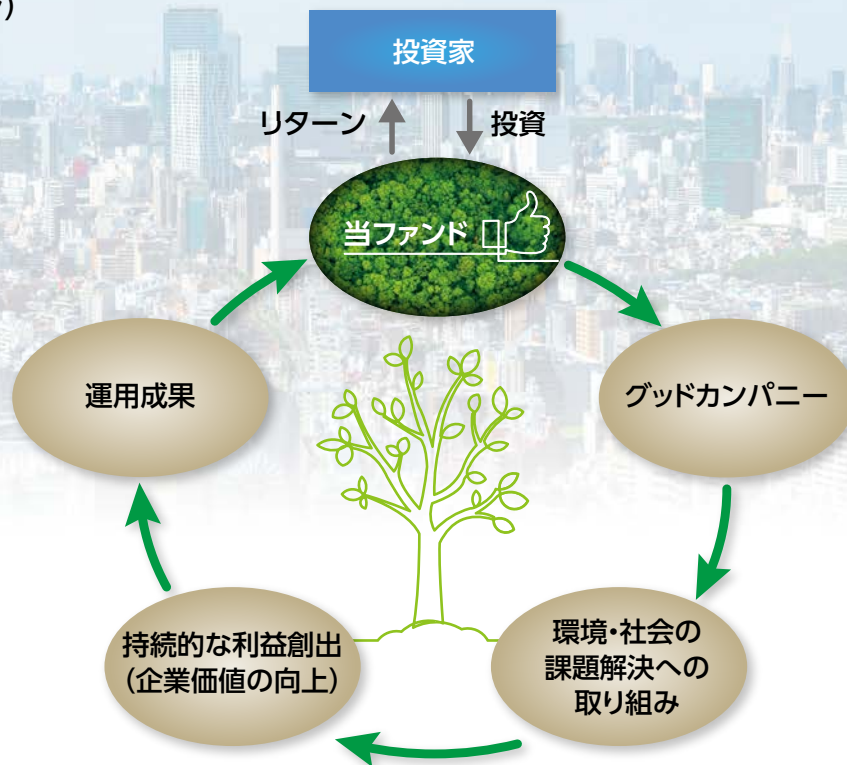 )
投資家
リターン
投資
当ファンド
運用成果
グッドカンパニー
持続的な利益創出
(企業価値の向上)
環境・社会の
課題解決への
取り組み